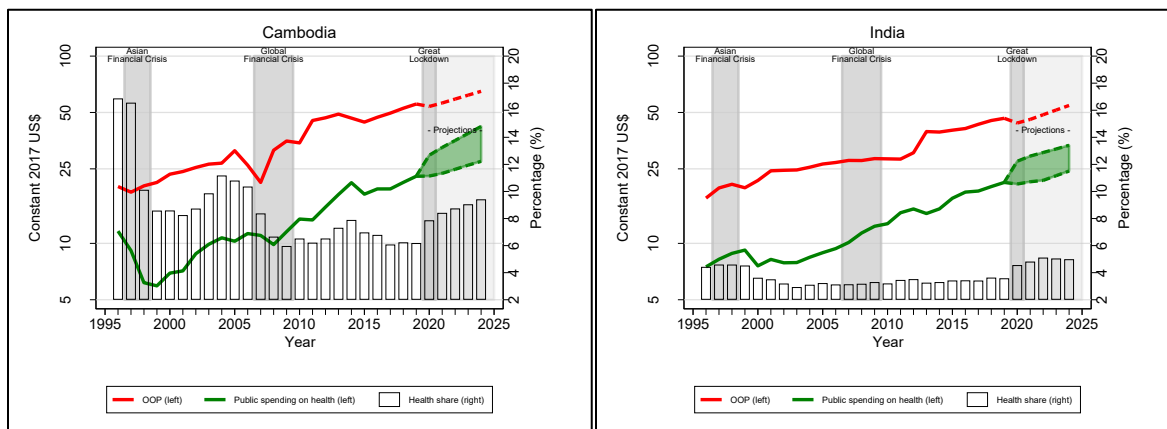 Cambodia
Asian
Financial Crisis
Global
Financial Crisis
Great
Lockdown
100
50
25
10
5
Constant 2017 US$
20
18
16
14
12
10
8
6
4
2
Percentage (%)
- Projections -
1995
2000
2005
2010
2015
2020
2025
Year
OOP (left)
Public spending on health (left)
Health share (right)
India
Asian
Financial Crisis
Global
Financial Crisis
Great
Lockdown
100
50
25
10
5
Constant 2017 US$
20
18
16
14
12
10
8
6
4
2
Percentage (%)
- Projections -
1995
2000
2005
2010
2015
2020
2025
Year
OOP (left)
Public spending on health (left)
Health share (right)